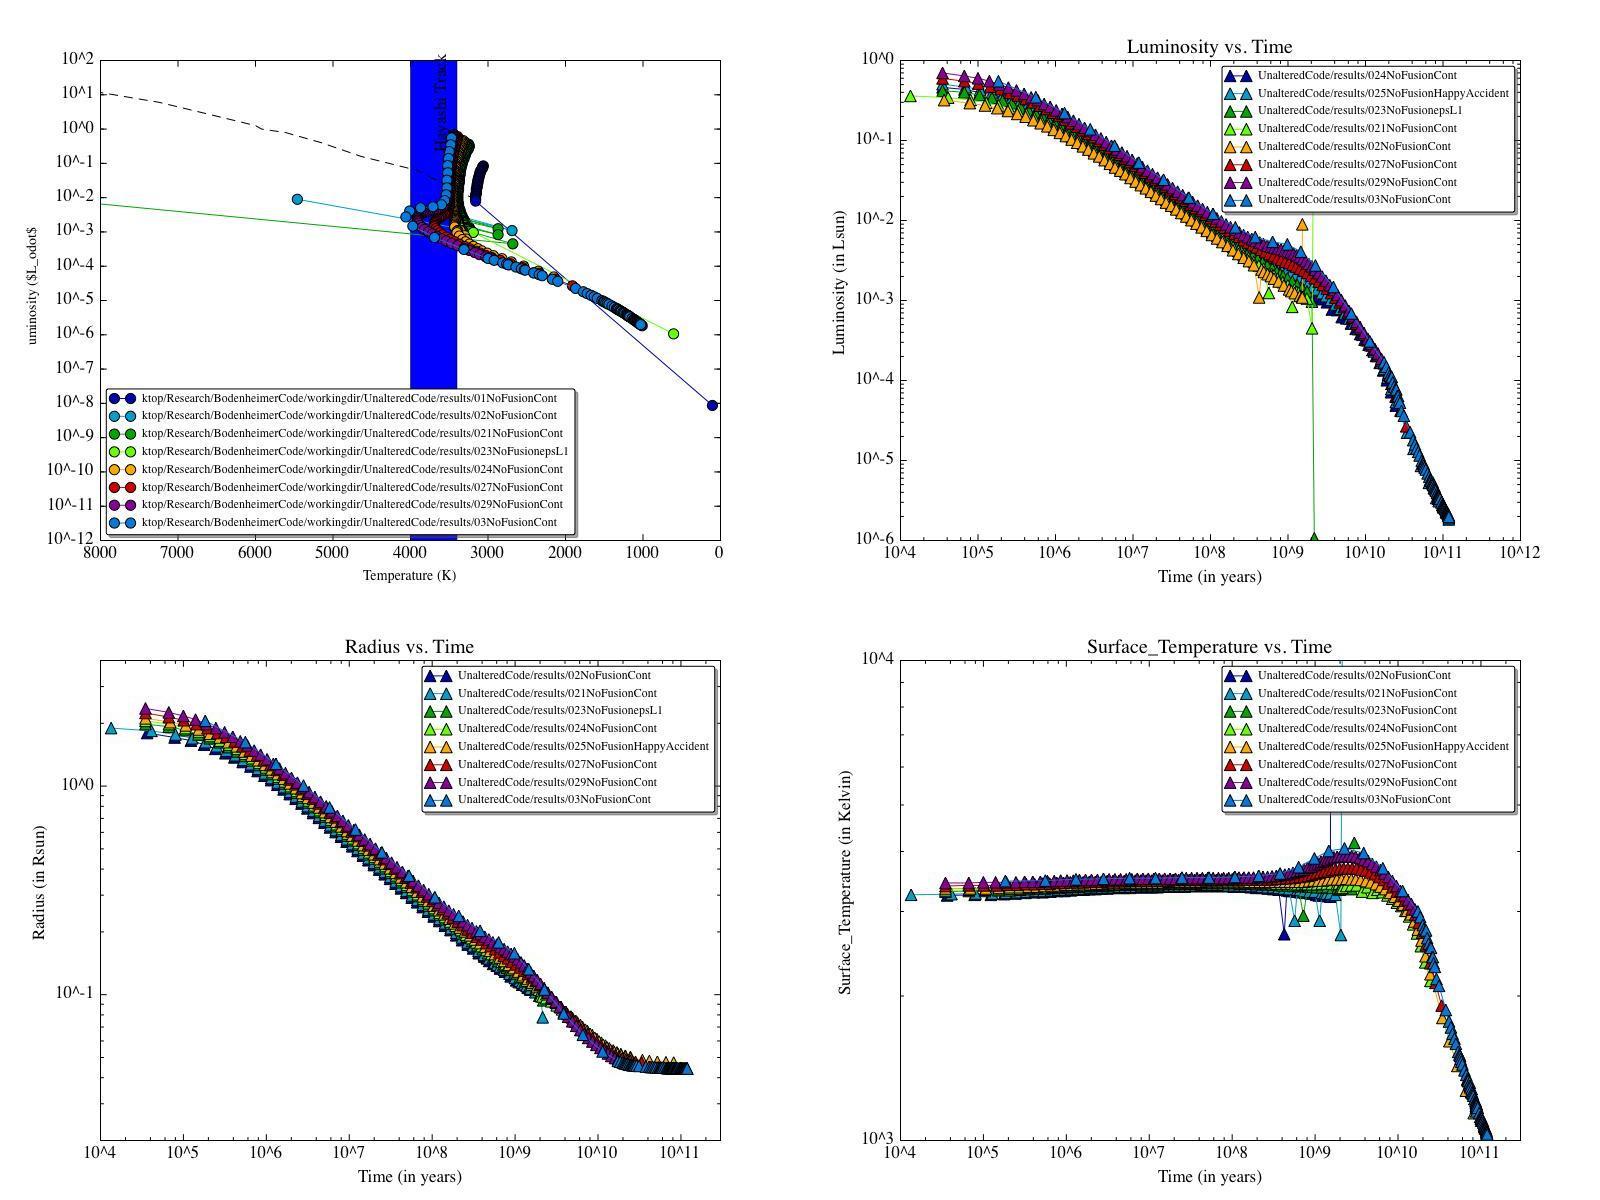 Hayashi Track
10^2
10^1
10^0
10^-1
10^-2
10^-3
10^-4
10^-5
10^-6
10^-7
10^-8
10^-9
10^-10
10^-11
10^-12
uminosity ($L_odot$
ktop/Research/BodenheimerCode/workingdir/UnalteredCode/results/01NoFusionCont
ktop/Research/BodenheimerCode/workingdir/UnalteredCode/results/02NoFusionCont
ktop/Research/BodenheimerCode/workingdir/UnalteredCode/results/021NoFusionCont
ktop/Research/BodenheimerCode/workingdir/UnalteredCode/results/023NoFusionepsL1
ktop/Research/BodenheimerCode/workingdir/UnalteredCode/results/024NoFusionCont
ktop/Research/BodenheimerCode/workingdir/UnalteredCode/results/027NoFusionCont
ktop/Research/BodenheimerCode/workingdir/UnalteredCode/results/029NoFusionCont
ktop/Research/BodenheimerCode/workingdir/UnalteredCode/results/03NoFusionCont
8000 7000 6000 5000 4000 3000 2000 1000 0
Temperature (K)
Luminosity vs. Time
10^0
10^-1
10^-2
10^-3
10^-4
10^-5
10^-6
Luminosity (in Lsun)
UnalteredCode/results/024NoFusionCont
UnalteredCode/results/025NoFusionHappyAccident
UnalteredCode/results/023NoFusionepsL1
UnalteredCode/results/021NoFusionCont
UnalteredCode/results/02NoFusionCont
UnalteredCode/results/027NoFusionCont
UnalteredCode/results/029NoFusionCont
UnalteredCode/results/03NoFusionCont
10^4 10^5 10^6 10^7 10^8 10^9 10^10 10^11 10^12
Time (in years)
Radius vs. Time
10^0
10^-1
Radius (in Rsun)
UnalteredCode/results/02NoFusionCont
UnalteredCode/results/021NoFusionCont
UnalteredCode/results/023NoFusionepsL1
UnalteredCode/results/024NoFusionCont
UnalteredCode/results/025NoFusionHappyAccident
UnalteredCode/results/027NoFusionCont
UnalteredCode/results/029NoFusionCont
UnalteredCode/results/03NoFusionCont
10^4 10^5 10^6 10^7 10^8 10^9 10^10 10^11
Time (in years)
Surface_Temperature vs. Time
10^4
10^3
Surface_Temperature (in Kelvin)
UnalteredCode/results/02NoFusionCont
UnalteredCode/results/021NoFusionCont
UnalteredCode/results/023NoFusionCont
UnalteredCode/results/024NoFusionCont
UnalteredCode/results/025NoFusionHappyAccident
UnalteredCode/results/027NoFusionCont
UnalteredCode/results/029NoFusionCont
UnalteredCode/results/03NoFusionCont
10^4 10^5 10^6 10^7 10^8 10^9 10^10 10^11
Time (in years)